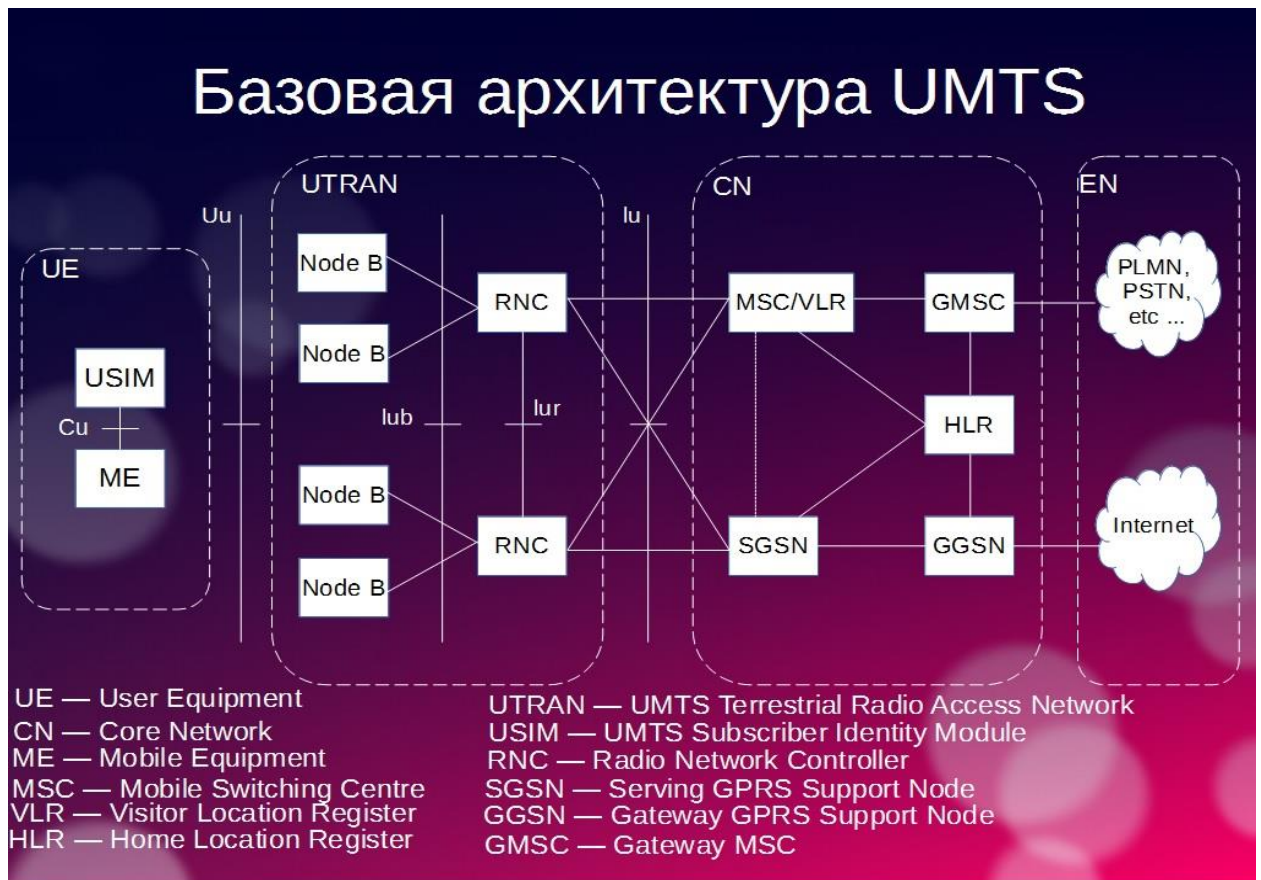 Базовая архитектура UMTS
UTRAN
CN
EN
Uu
Iu
UE
Node B
PLMN,
PSTN,
etc ...
RNC
MSC/VLR
GMSC
Node B
USIM
Cu
Iub
Iur
HLR
ME
Node B
Internet
RNC
SGSN
GGSN
Node B
UE — User Equipment
CN — Core Network
ME — Mobile Equipment
MSC — Mobile Switching Centre
VLR — Visitor Location Register
HLR — Home Location Register
UTRAN — UMTS Terrestrial Radio Access Network
USIM — UMTS Subscriber Identity Module
RNC — Radio Network Controller
SGSN — Serving GPRS Support Node
GGSN — Gateway GPRS Support Node
GMSC — Gateway MSC